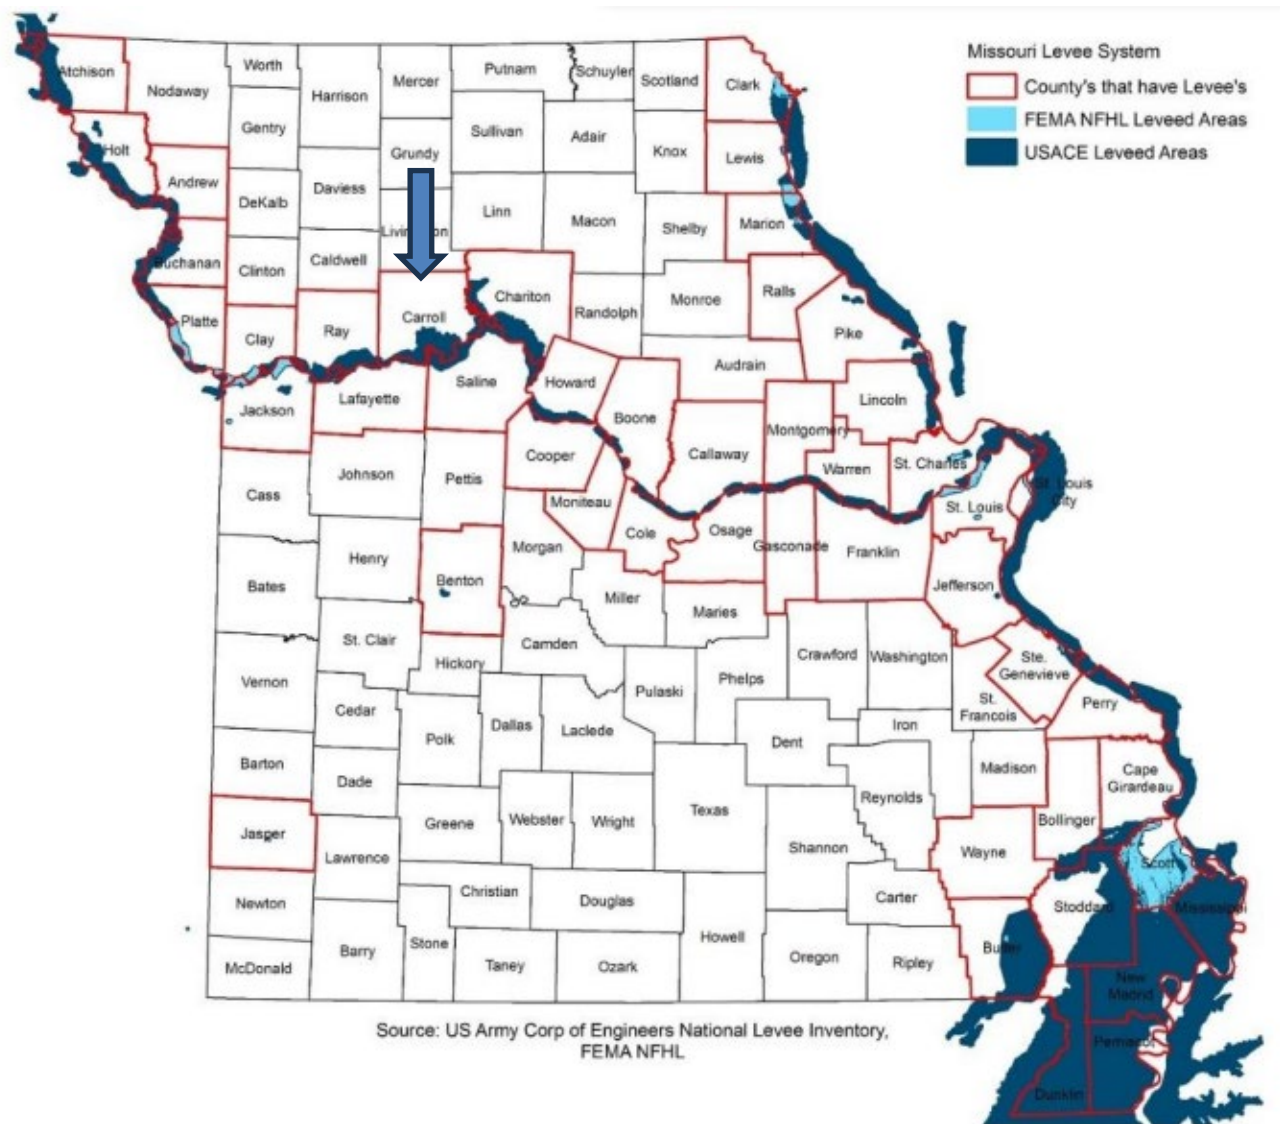 Missouri Levee System
County's that have Levee's
FEMA NFHL Leveed Areas
USACE Leveed Areas
Atchison
Nodaway
Worth
Harrison
Mercer
Putnam
Schuyler
Scotland
Clark
Holt
Gentry
Grundy
Sullivan
Adair
Knox
Lewis
Andrew
DeKalb
Daviess
Linn
Macon
Shelby
Marion
Buchanan
Clinton
Caldwell
Chariton
Randolph
Monroe
Ralls
Platte
Clay
Ray
Carroll
Pike
Audrain
Jackson
Lafayette
Saline
Howard
Boone
Lincoln
Montgomery
Callaway
Cooper
Warren
St. Charles
St. Louis
City
St. Louis
Cass
Johnson
Pettis
Moniteau
Cole
Osage
Gasconade
Franklin
Morgan
Henry
Benton
Jefferson
Bates
Miller
Maries
St. Clair
Camden
Crawford
Washington
Hickory
Ste.
Genevieve
Vernon
Cedar
Pulaski
Phelps
St.
Francois
Perry
Polk
Dallas
Laclede
Iron
Dent
Barton
Dade
Madison
Cape
Girardeau
Reynolds
Jasger
Greene
Webster
Wright
Texas
Bollinger
Lawrence
Shannon
Wayne
Scott
Newton
Christian
Douglas
Carter
Stoddard
Mississippi
McDonald
Barry
Stone
Taney
Ozark
Howell
Oregon
Ripley
New
Madrid
Dunklin
Source: US Army Corp of Engineers National Levee Inventory,
FEMA NFHL